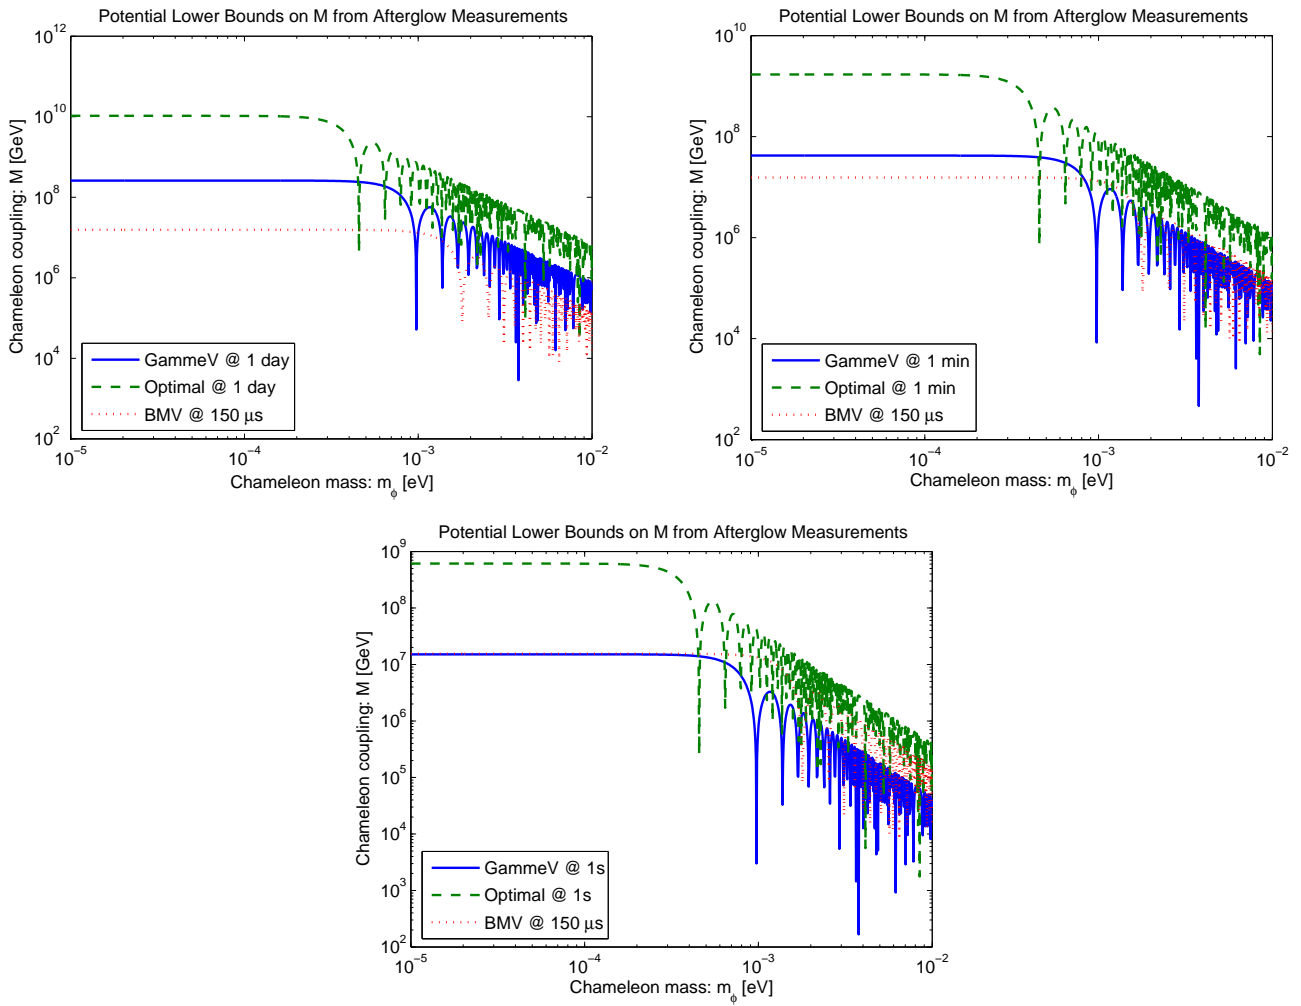 Potential Lower Bounds on M from Afterglow Measurements
Chameleon coupling: M [GeV]
10^12
10^10
10^8
10^6
10^4
10^2
GammeV @ 1 day
Optimal @ 1 day
BMV @ 150 μs
10^−5
10^−4
10^−3
10^−2
Chameleon mass: m_ϕ [eV]
Potential Lower Bounds on M from Afterglow Measurements
Chameleon coupling: M [GeV]
10^10
10^8
10^6
10^4
10^2
GammeV @ 1 min
Optimal @ 1 min
BMV @ 150 μs
10^−5
10^−4
10^−3
10^−2
Chameleon mass: m_ϕ [eV]
Potential Lower Bounds on M from Afterglow Measurements
Chameleon coupling: M [GeV]
10^9
10^8
10^7
10^6
10^5
10^4
10^3
10^2
GammeV @ 1s
Optimal @ 1s
BMV @ 150 μs
10^−5
10^−4
10^−3
10^−2
Chameleon mass: m_ϕ [eV]